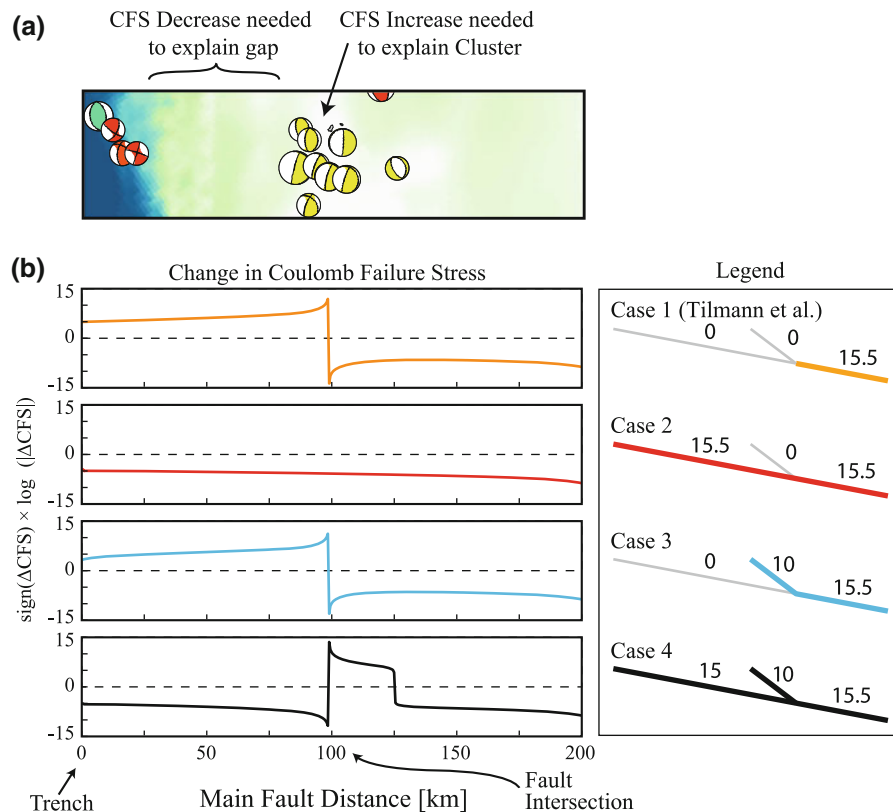 (a)
CFS Decrease needed
to explain gap
CFS Increase needed
to explain Cluster
(b)
Change in Coulomb Failure Stress
Legend
sign(ΔCFS) × log (|ΔCFS|)
15
0
-15
15
0
-15
15
0
-15
15
0
-15
0
50
100
150
200
Trench
Main Fault Distance [km]
Fault
Intersection
Case 1 (Tilmann et al.)
0
0
15.5
Case 2
15.5
0
15.5
Case 3
0
10
15.5
Case 4
15
10
15.5